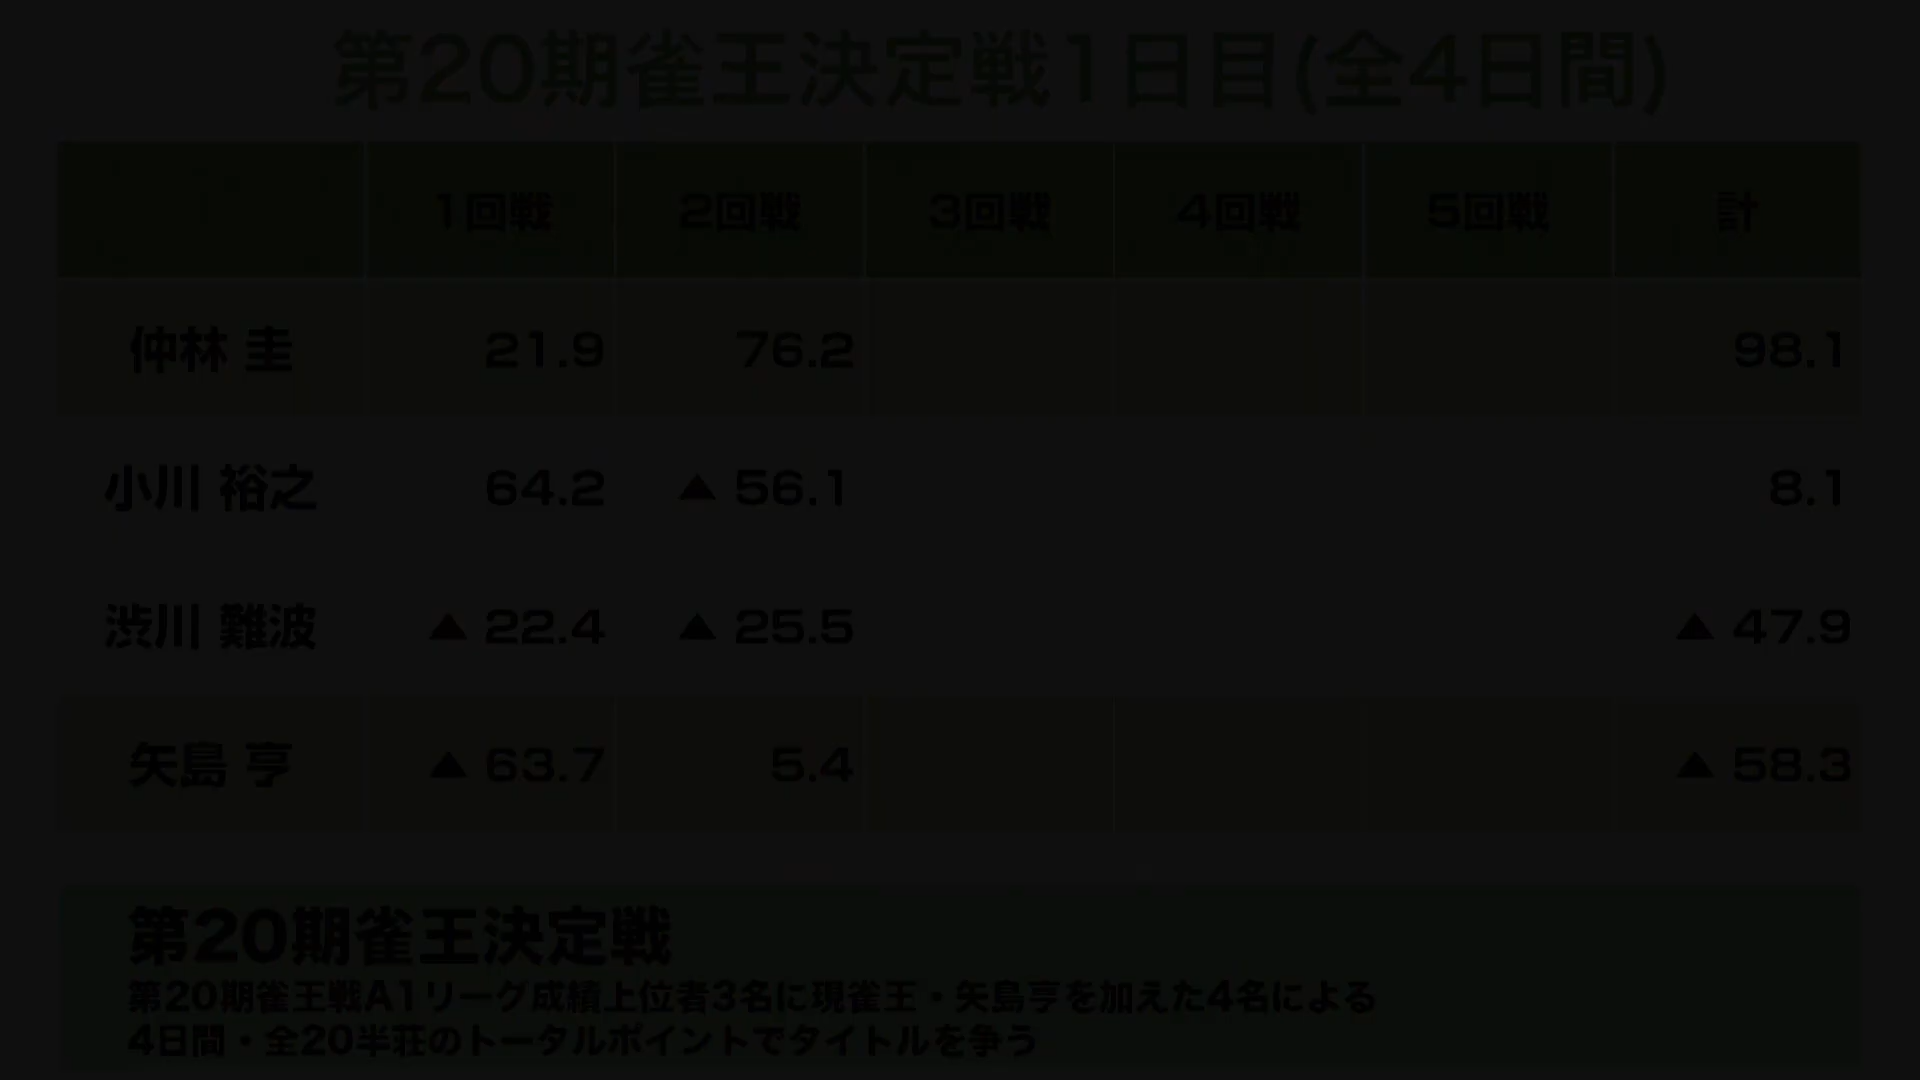 第20期雀王決定戦1日目(全4日間)
1回戦 2回戦 3回戦 4回戦 5回戦 計
仲林 圭 21.9 76.2 98.1
小川 裕之 64.2 ▲ 56.1 8.1
渋川 難波 ▲ 22.4 ▲ 25.5 ▲ 47.9
矢島 亨 ▲ 63.7 5.4 ▲ 58.3
第20期雀王決定戦
第20期雀王戦A1リーグ成績上位者3名に現雀王・矢島亨を加えた4名による
4日間・全20半荘のトータルポイントでタイトルを争う